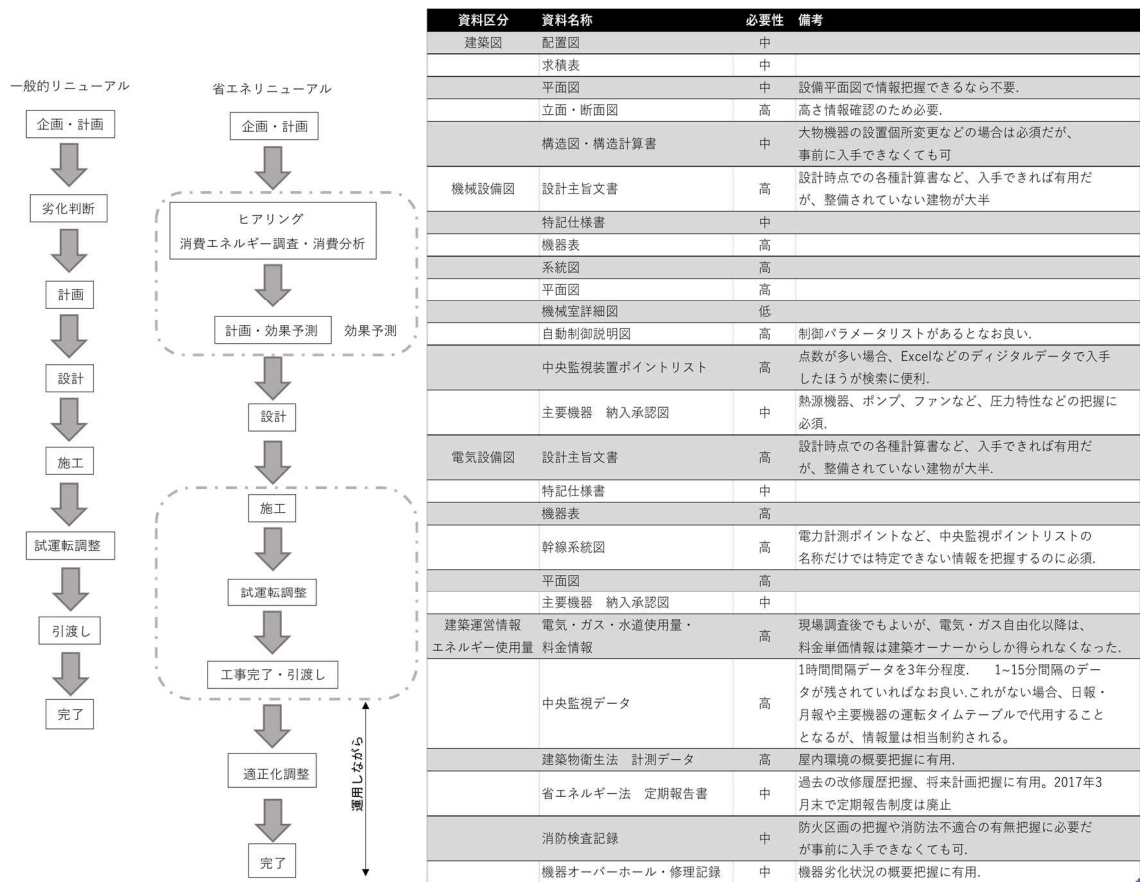 一般的リニューアル
企画・計画
劣化判断
計画
設計
施工
試運転調整
引渡し
完了
省エネリニューアル
企画・計画
ヒアリング
消費エネルギー調査・消費分析
計画・効果予測 効果予測
設計
施工
試運転調整
工事完了・引渡し
適正化調整
完了
運用しながら
資料区分 資料名称 必要性 備考
建築図 配置図 中
求積表 中
平面図 中 設備平面図で情報把握できるなら不要.
立面・断面図 高 高さ情報確認のため必要.
構造図・構造計算書 中 大物機器の設置個所変更などの場合は必須だが、
事前に入手できなくても可
機械設備図 設計主旨文書 高 設計時点での各種計算書など、入手できれば有用だ
が、整備されていない建物が大半
特記仕様書 中
機器表 高
系統図 高
平面図 高
機械室詳細図 低
自動制御説明図 高 制御パラメータリストがあるとなお良い.
中央監視装置ポイントリスト 高 点数が多い場合、Excelなどのディジタルデータで入手
したほうが検索に便利.
主要機器 納入承認図 中 熱源機器、ポンプ、ファンなど、圧力特性などの把握に
必須.
電気設備図 設計主旨文書 高 設計時点での各種計算書など、入手できれば有用だ
が、整備されていない建物が大半.
特記仕様書 中
機器表 高
幹線系統図 高 電力計測ポイントなど、中央監視ポイントリストの
名称だけでは特定できない情報を把握するのに必須.
平面図 高
主要機器 納入承認図 中
建築運営情報 電気・ガス・水道使用量・ 高 現場調査後でもよいが、電気・ガス自由化以降は、
エネルギー使用量 料金情報 料金単価情報は建築オーナーからしか得られなくなった.
中央監視データ 高 1時間間隔データを3年分程度. 1~15分間隔のデー
タが残されていればなお良い.これがない場合、日報・
月報や主要機器の運転タイムテーブルで代用すること
となるが、情報量は相当制約される。
建築物衛生法 計測データ 高 屋内環境の概要把握に有用.
省エネルギー法 定期報告書 中 過去の改修履歴把握、将来計画把握に有用。2017年3
月末で定期報告制度は廃止
消防検査記録 中 防火区画の把握や消防法不適合の有無把握に必要だ
が事前に入手できなくても可.
機器オーバーホール・修理記録 中 機器劣化状況の概要把握に有用.